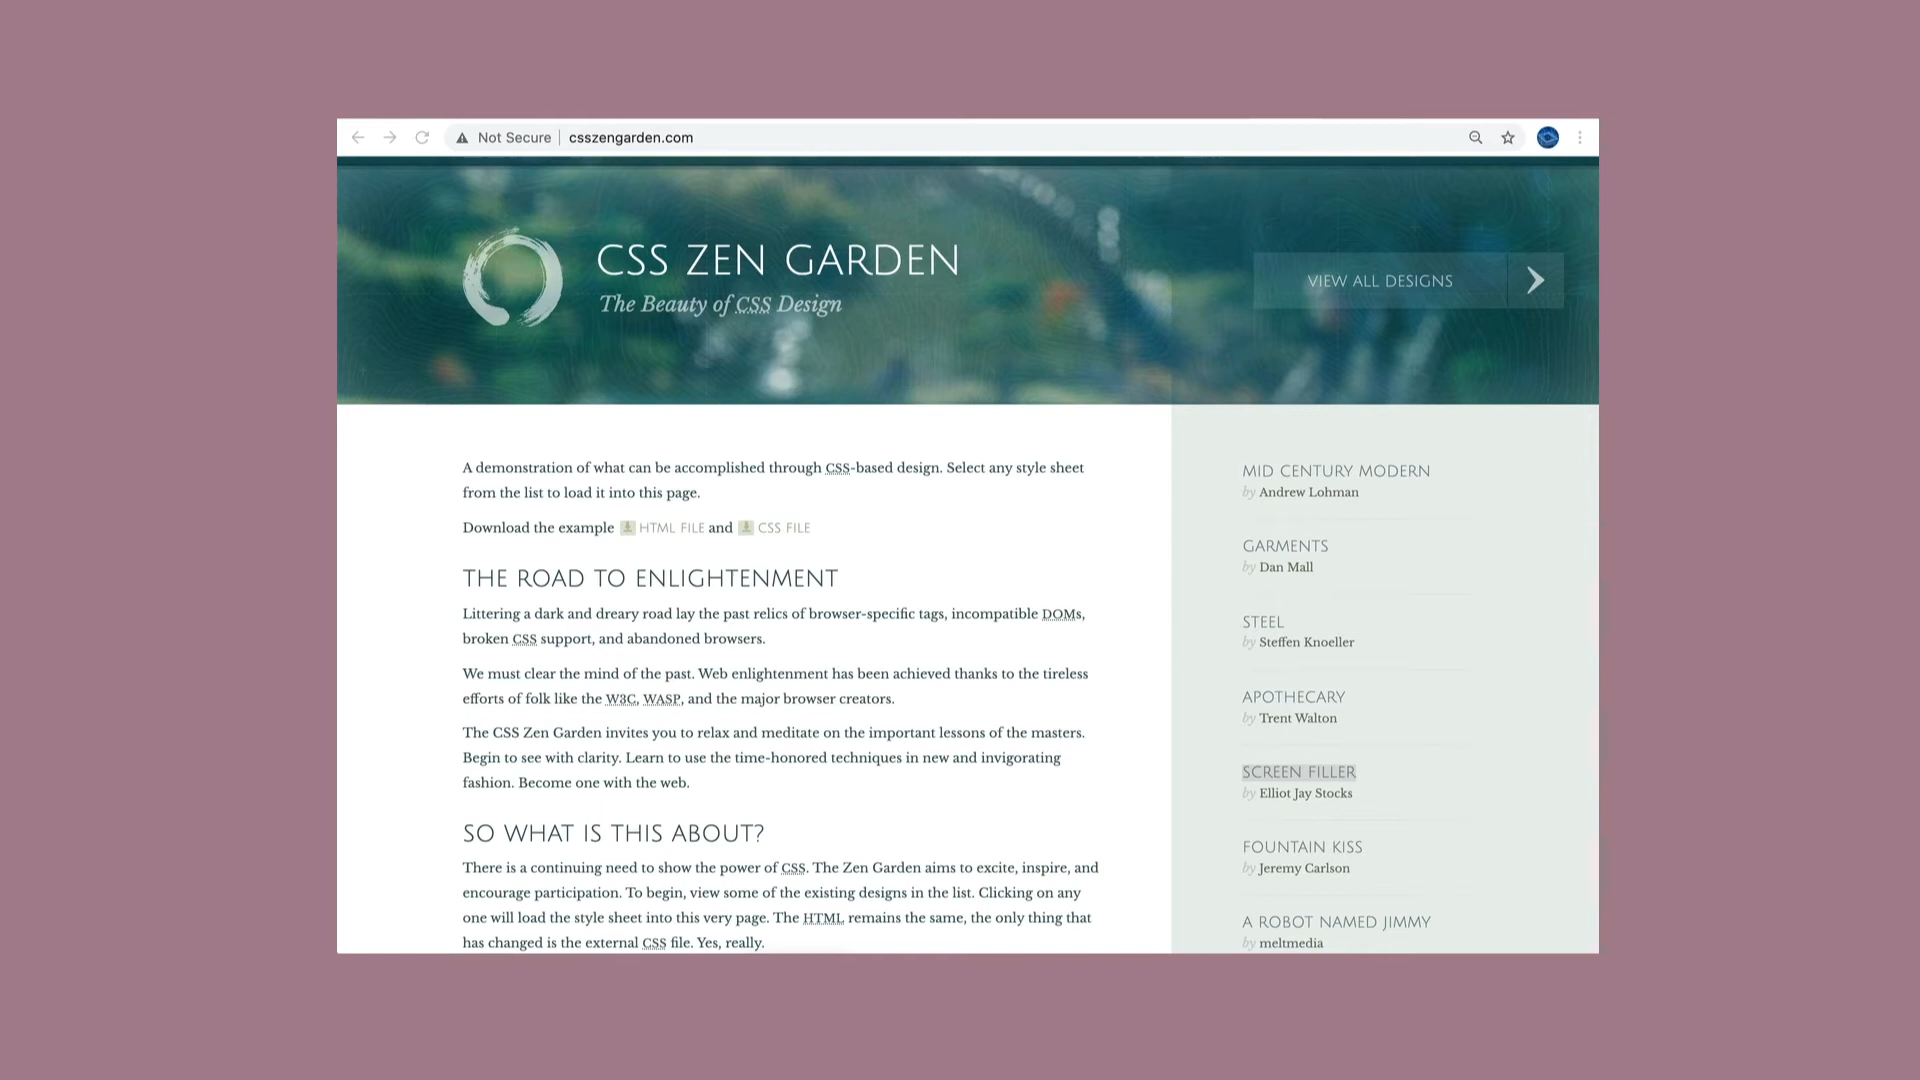 Not Secure | csszengarden.com
CSS ZEN GARDEN
The Beauty of CSS Design
VIEW ALL DESIGNS
A demonstration of what can be accomplished through CSS-based design. Select any style sheet
from the list to load it into this page.
Download the example HTML FILE and CSS FILE
THE ROAD TO ENLIGHTENMENT
Littering a dark and dreary road lay the past relics of browser-specific tags, incompatible DOMs,
broken CSS support, and abandoned browsers.
We must clear the mind of the past. Web enlightenment has been achieved thanks to the tireless
efforts of folk like the W3C, WASP, and the major browser creators.
The CSS Zen Garden invites you to relax and meditate on the important lessons of the masters.
Begin to see with clarity. Learn to use the time-honored techniques in new and invigorating
fashion. Become one with the web.
SO WHAT IS THIS ABOUT?
There is a continuing need to show the power of CSS. The Zen Garden aims to excite, inspire, and
encourage participation. To begin, view some of the existing designs in the list. Clicking on any
one will load the style sheet into this very page. The HTML remains the same, the only thing that
has changed is the external CSS file. Yes, really.
MID CENTURY MODERN
by Andrew Lohman
GARMENTS
by Dan Mall
STEEL
by Steffen Knoeller
APOTHECARY
by Trent Walton
SCREEN FILLER
by Elliot Jay Stocks
FOUNTAIN KISS
by Jeremy Carlson
A ROBOT NAMED JIMMY
by meltmedia